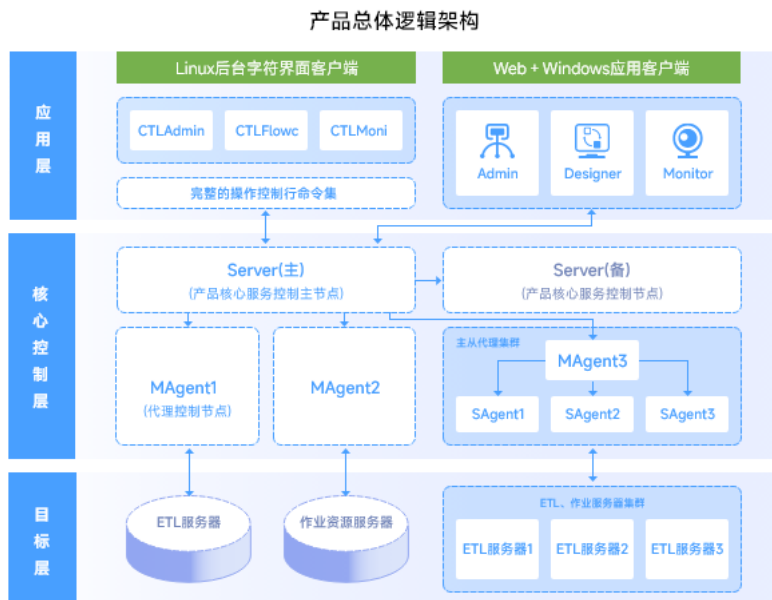 产品总体逻辑架构
应用层
Linux后台字符界面客户端
Web + Windows应用客户端
CTLAdmin
CTLFlowc
CTLMoni
完整的操作控制行命令集
Admin
Designer
Monitor
核心控制层
Server(主)
(产品核心服务控制主节点)
Server(备)
(产品核心服务控制节点)
MAgent1
(代理控制节点)
MAgent2
主从代理集群
MAgent3
SAgent1
SAgent2
SAgent3
目标层
ETL服务器
作业资源服务器
ETL、作业服务器集群
ETL服务器1
ETL服务器2
ETL服务器3